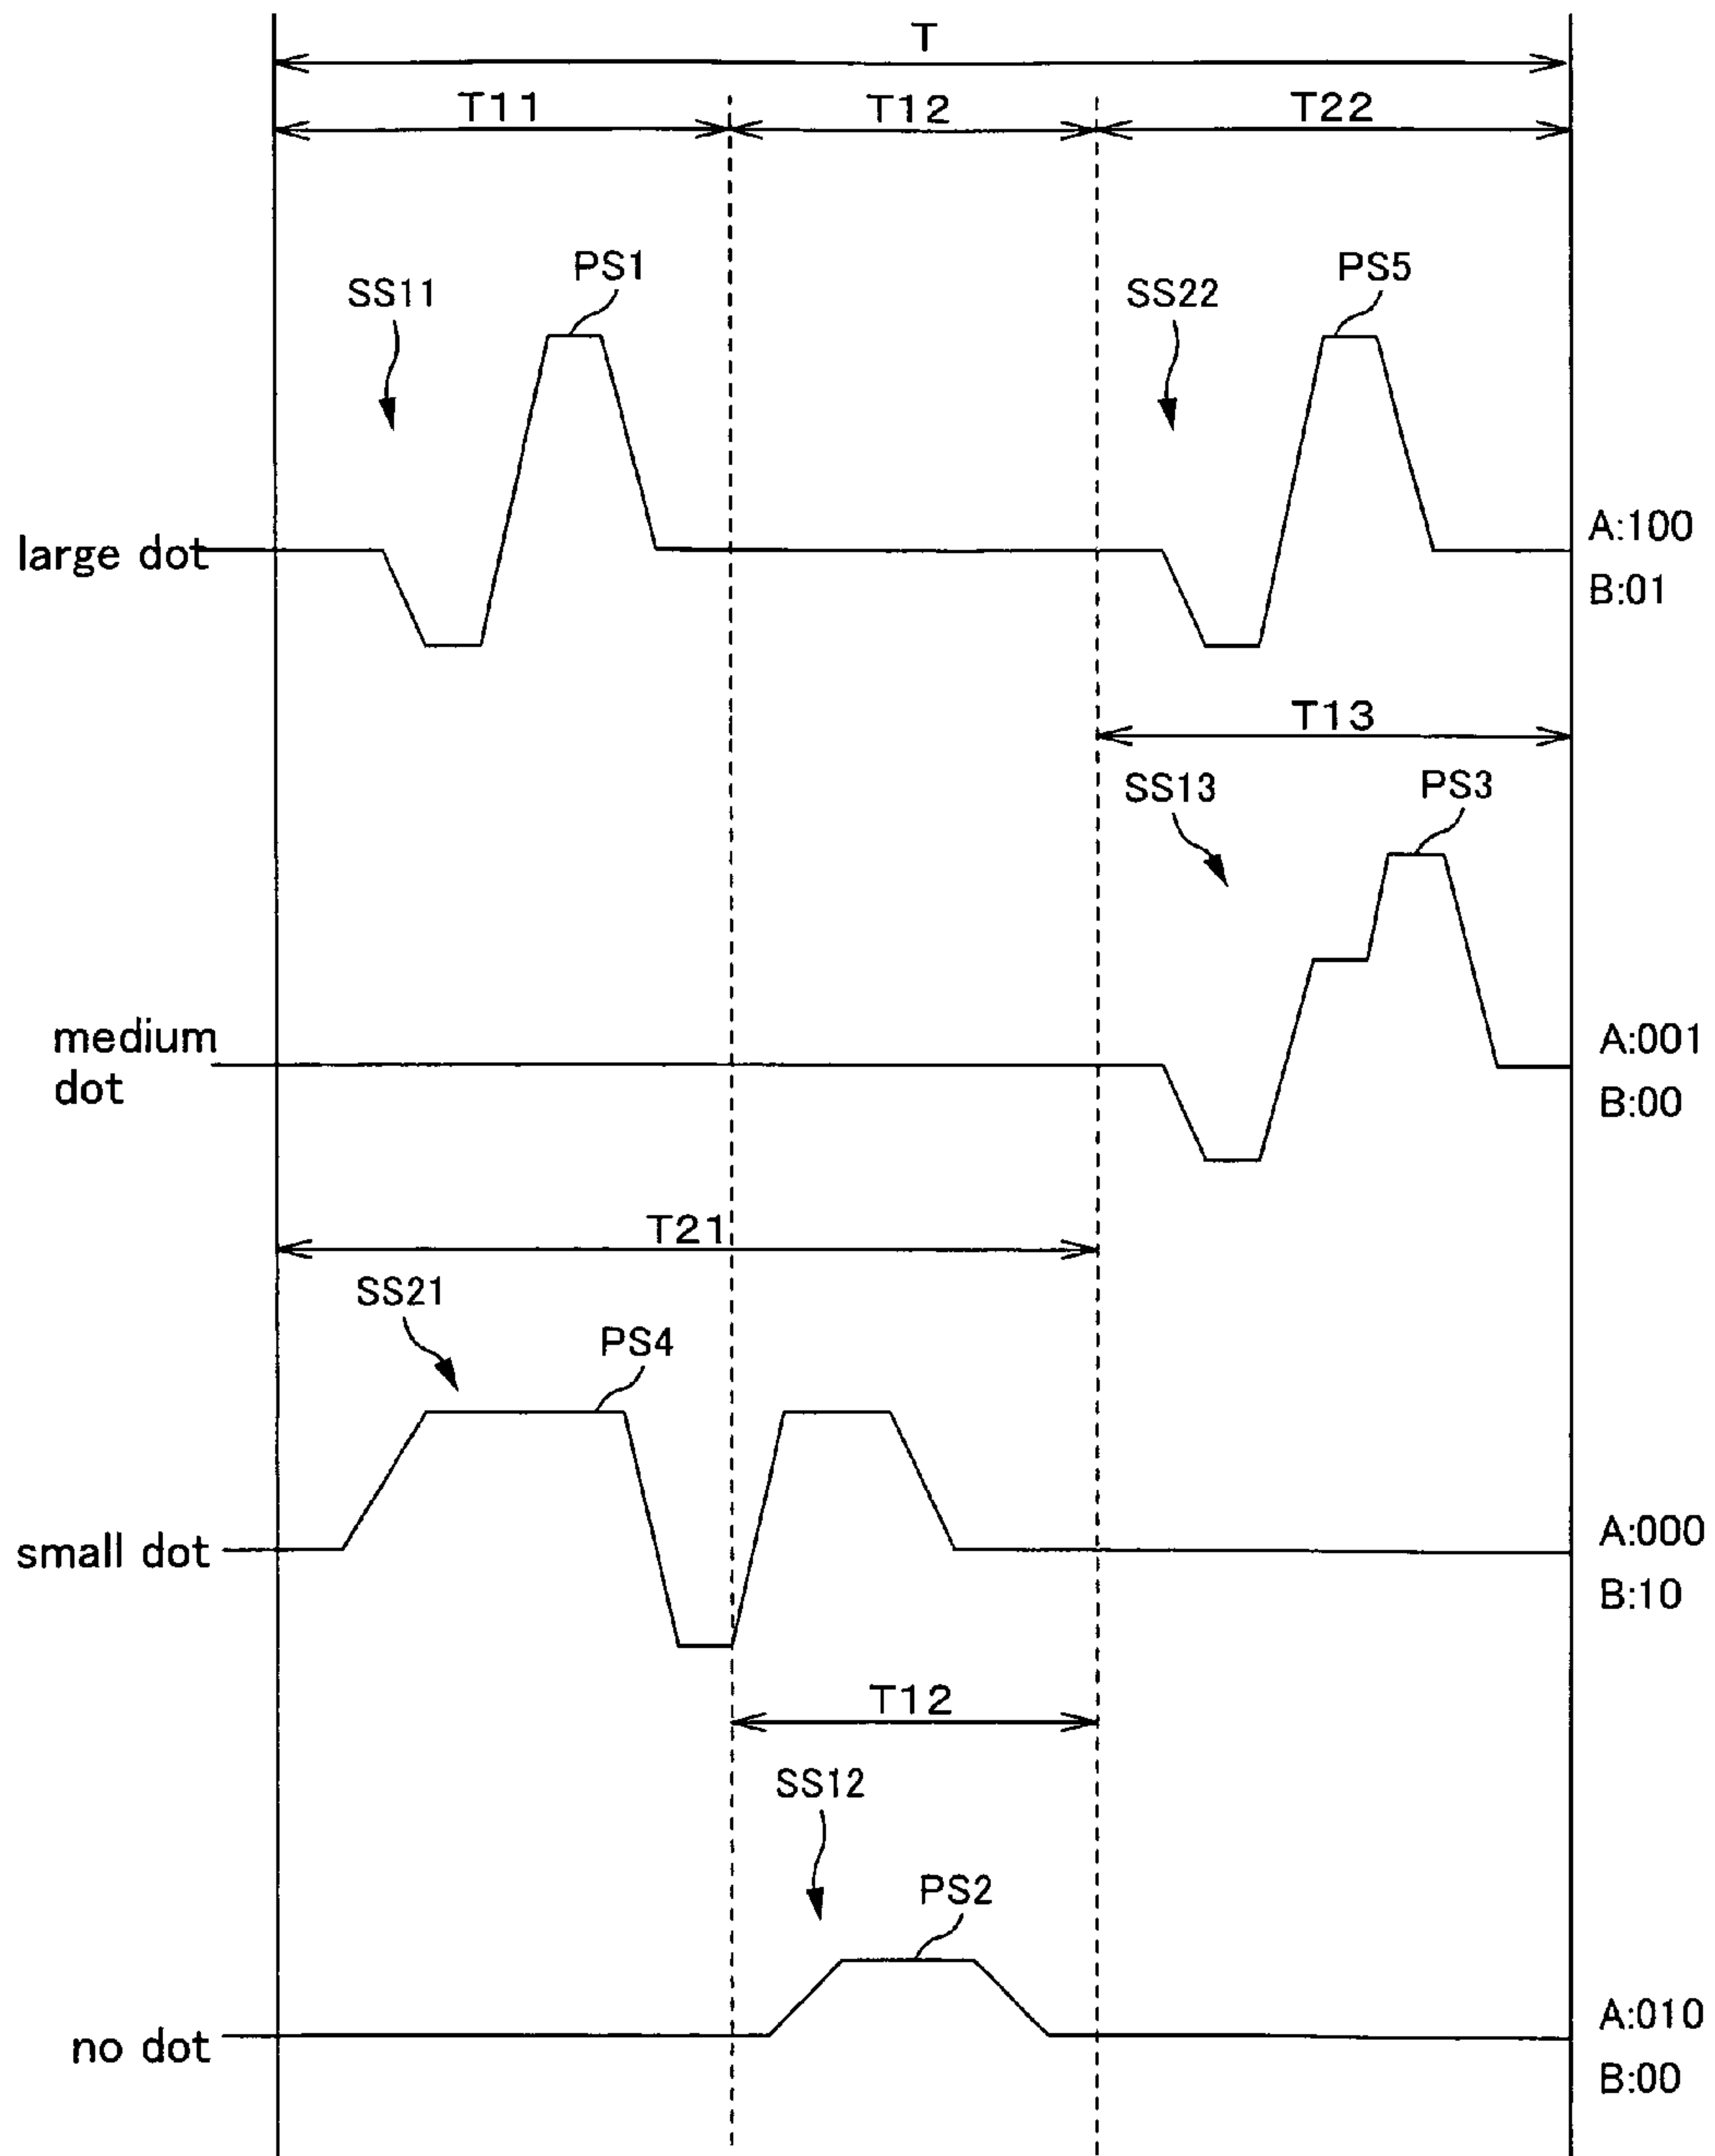 T
T11
T12
T22
PS1
PS5
SS11
SS22
large dot
A:100
B:01
T13
SS13
PS3
medium
dot
A:001
B:00
T21
SS21
PS4
small dot
A:000
B:10
T12
SS12
PS2
no dot
A:010
B:00